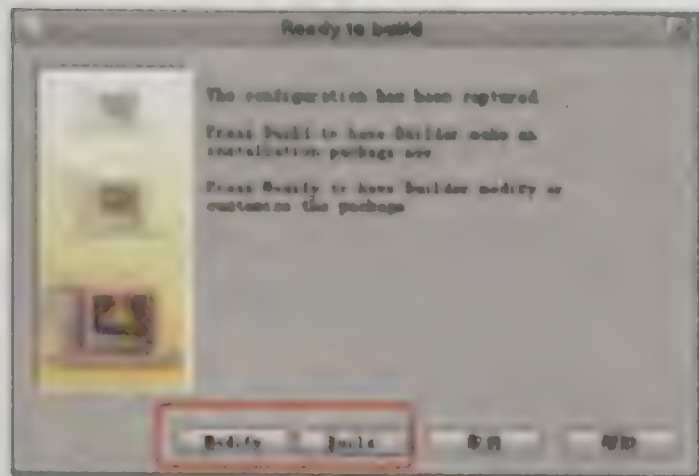 Ready to build
The configuration has been captured
Press Build to have Builder make an
installation package now
Press Modify to have Builder modify or
customize the package
Modify Build